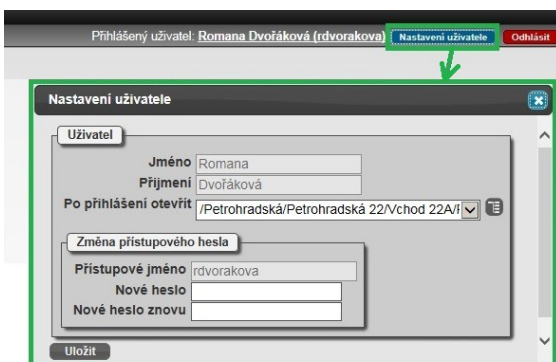 Přihlášený uživatel: Romana Dvořáková (rdvorakova) Nastavení uživatele Odhlásit
Nastavení uživatele
Uživatel
Jméno Romana
Přijmení Dvořáková
Po přihlášení otevřít /Petrohradská/Petrohradská 22/Vchod 22A/
Změna přístupového hesla
Přístupové jméno rdvorakova
Nové heslo
Nové heslo znovu
Uložit